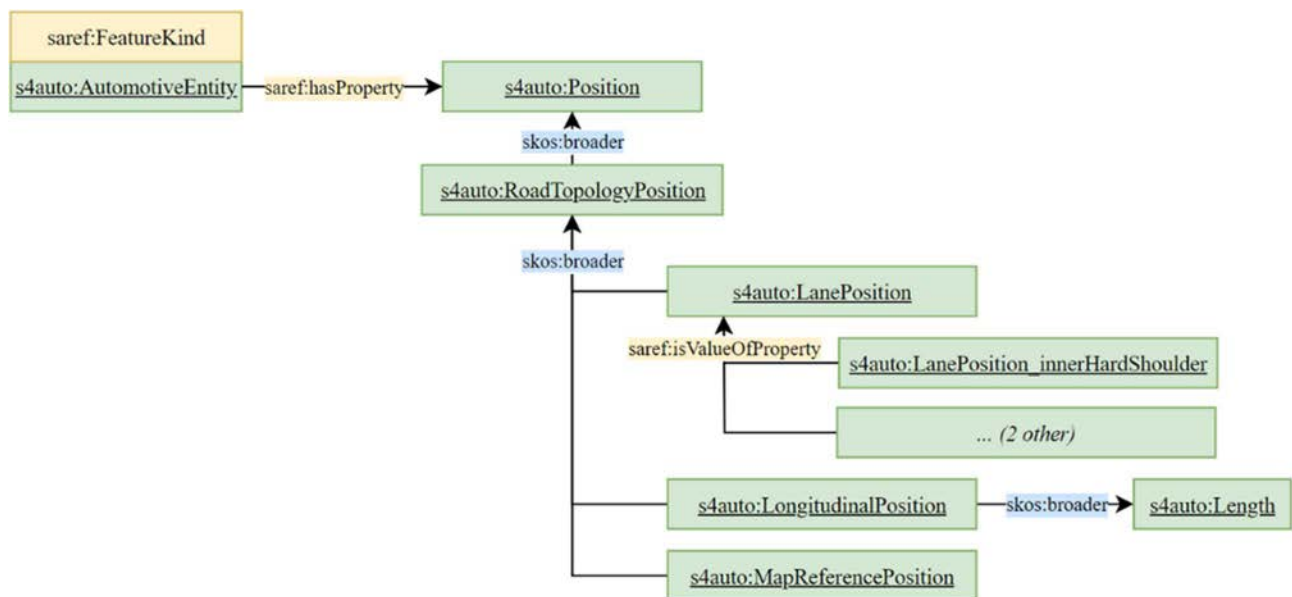 saref:FeatureKind
s4auto:AutomotiveEntity
saref:hasProperty
s4auto:Position
skos:broader
s4auto:RoadTopologyPosition
skos:broader
s4auto:LanePosition
saref:isValueOfProperty
s4auto:LanePosition_innerHardShoulder
... (2 other)
s4auto:LongitudinalPosition
skos:broader
s4auto:Length
s4auto:MapReferencePosition